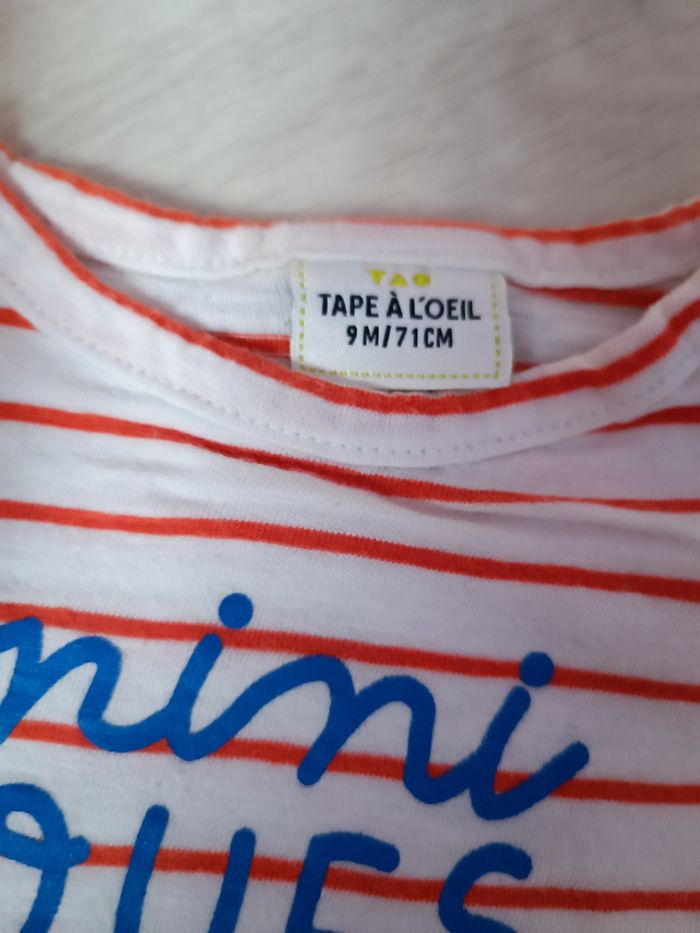 TAO
TAPE À L'OEIL
9M/71CM
mini